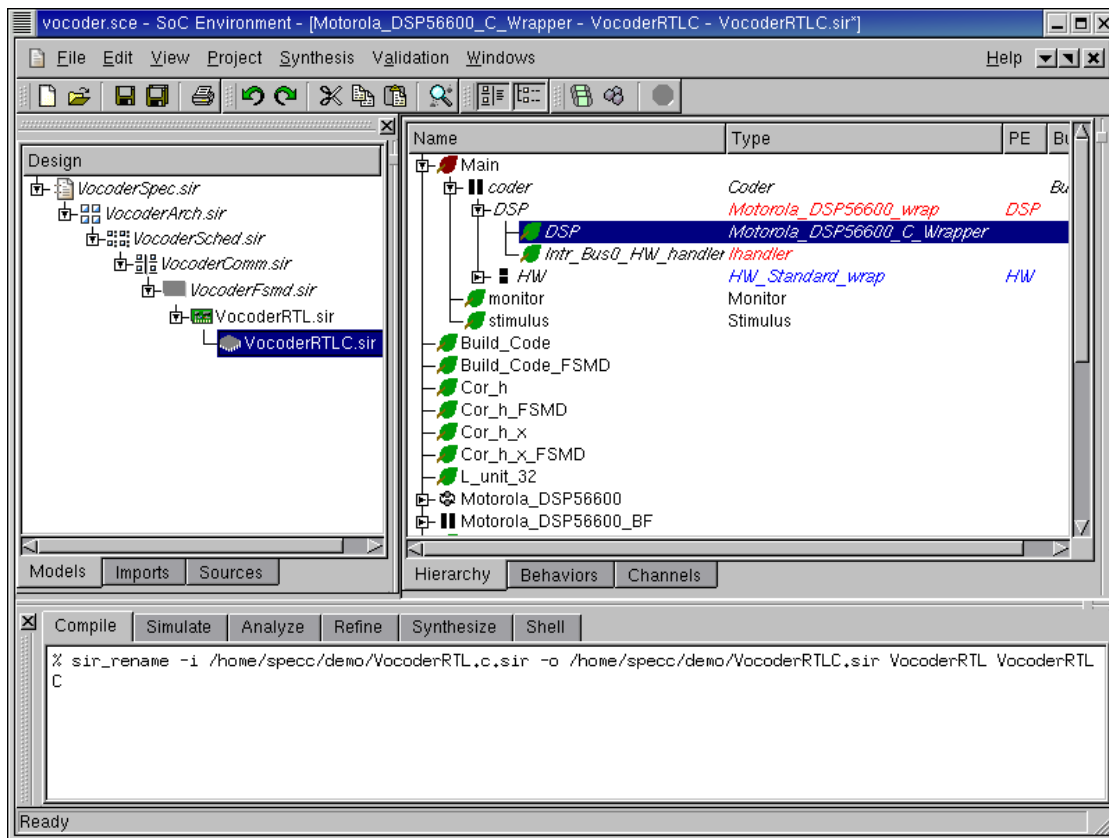 vocoder.sce - SoC Environment - [Motorola_DSP56600_C_Wrapper - VocoderRTLC - VocoderRTLC.sir*]
File Edit View Project Synthesis Validation Windows Help
Design
VocoderSpec.sir
VocoderArch.sir
VocoderSched.sir
VocoderComm.sir
VocoderFsmd.sir
VocoderRTL.sir
VocoderRTLC.sir
Models Imports Sources
Name Type PE Bu
Main
coder Coder Bu
DSP Motorola_DSP56600_wrap DSP
DSP Motorola_DSP56600_C_Wrapper
Intr_Bus0_HW_handler Ihandler
HW HW_Standard_wrap HW
monitor Monitor
stimulus Stimulus
Build_Code
Build_Code_FSMD
Cor_h
Cor_h_FSMD
Cor_h_x
Cor_h_x_FSMD
L_unit_32
Motorola_DSP56600
Motorola_DSP56600_BF
Hierarchy Behaviors Channels
Compile Simulate Analyze Refine Synthesize Shell
% sir_rename -i /home/specc/demo/VocoderRTL.c.sir -o /home/specc/demo/VocoderRTLC.sir VocoderRTL VocoderRTL
C
Ready